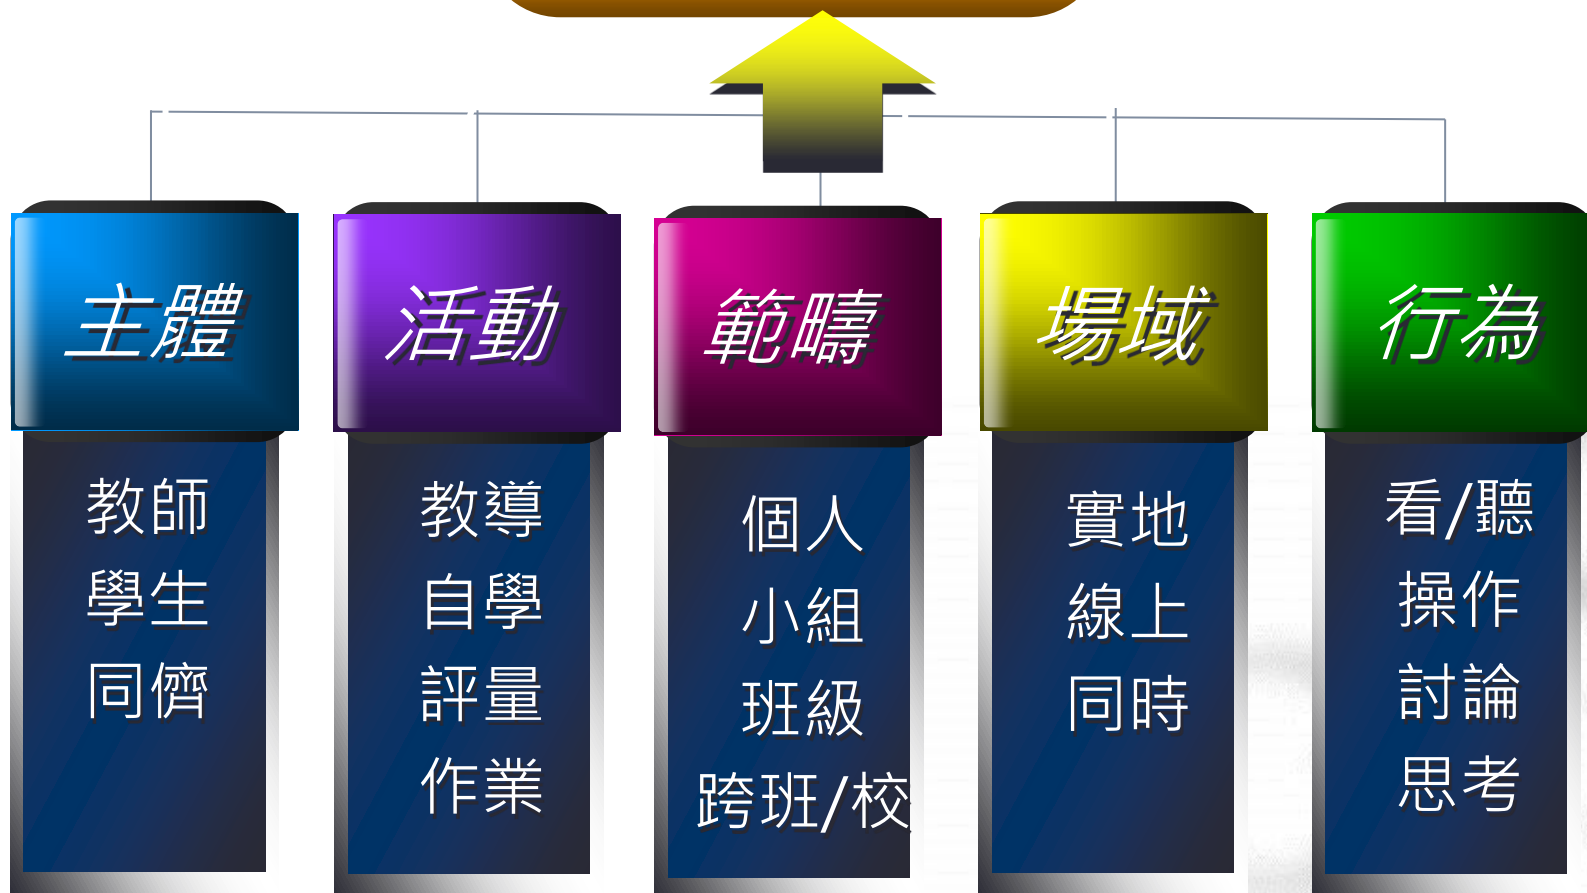 主體
教師
學生
同儕
活動
教導
自學
評量
作業
範疇
個人
小組
班級
跨班/校
場域
實地
線上
同時
行為
看/聽
操作
討論
思考